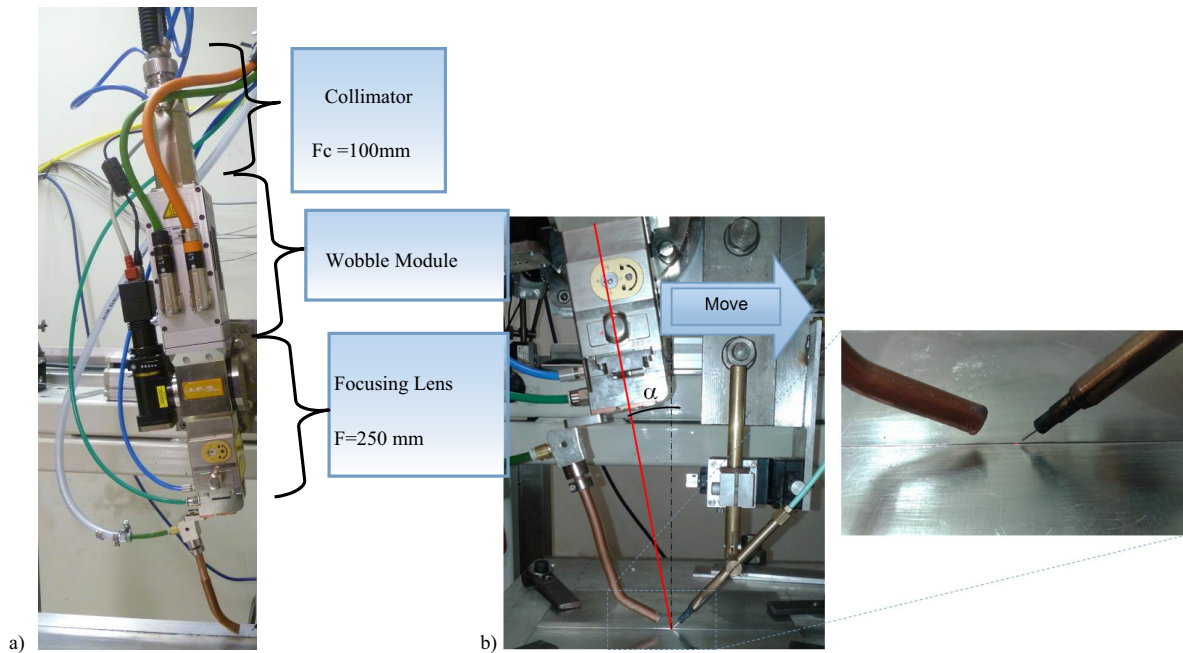 Collimator
Fc =100mm
Wobble Module
Focusing Lens
F=250 mm
Move
α
a)
b)